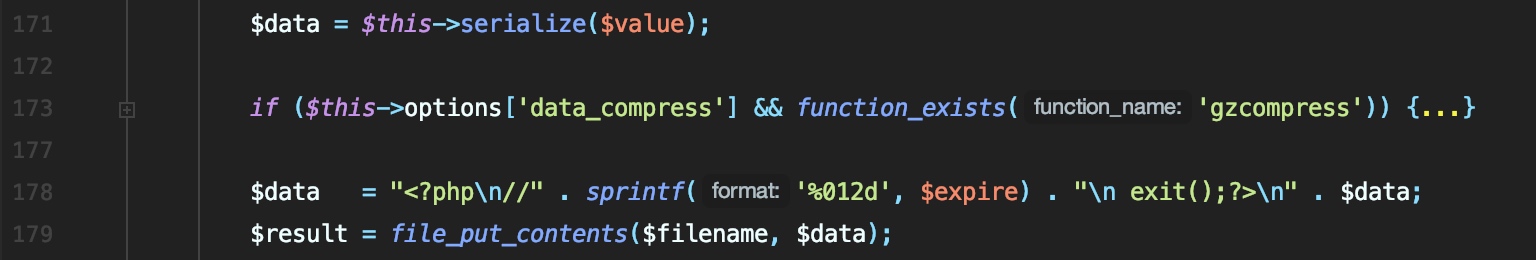 171 $data = $this->serialize($value);
172
173 if ($this->options['data_compress'] && function_exists( function_name: 'gzcompress')) {...}
177
178 $data   = "<?php\n//" . sprintf( format: '%012d', $expire) . "\n exit();?>\n" . $data;
179 $result = file_put_contents($filename, $data);